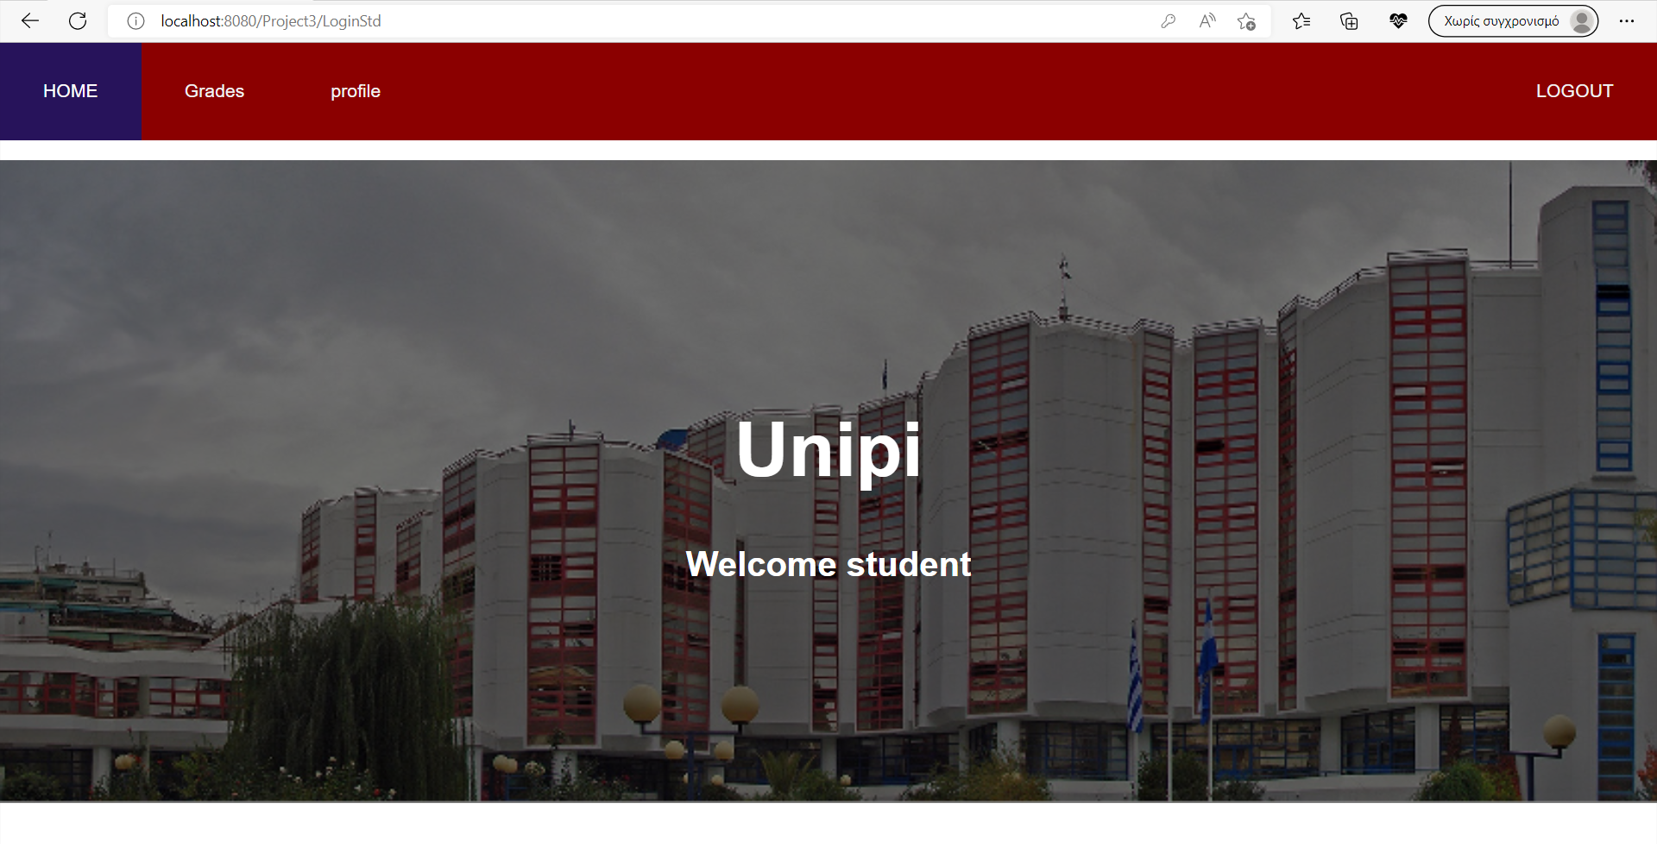 localhost:8080/Project3/LoginStd
Χωρίς συγχρονισμό
HOME
Grades
profile
LOGOUT
Unipi
Welcome student